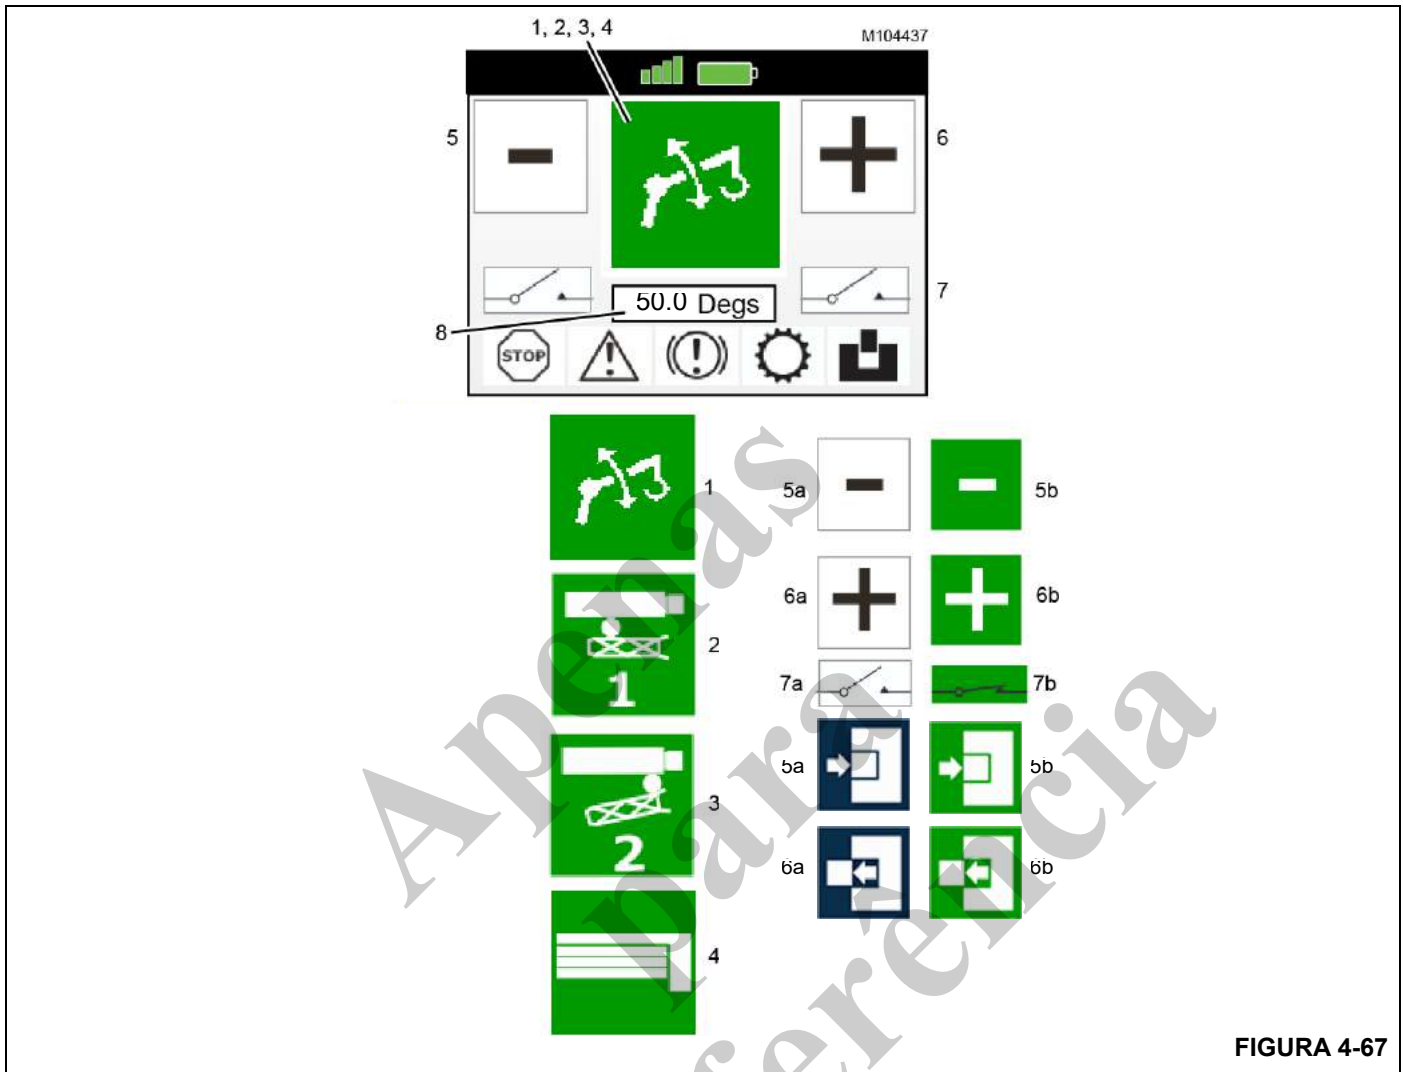 1, 2, 3, 4
M104437
5
6
7
50.0 Degs
8
STOP
1
5a
5b
6a
6b
2
1
7a
7b
5a
5b
3
2
6a
6b
4
Apenas
para
referência
FIGURA 4-67